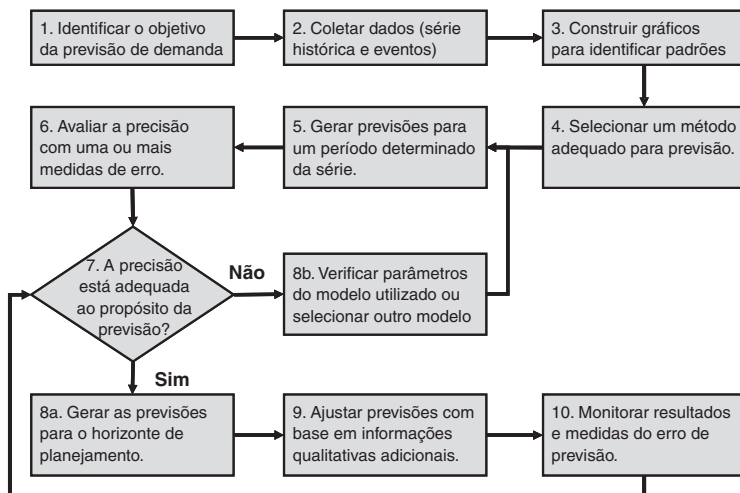 1. Identificar o objetivo
da previsão de demanda
2. Coletar dados (série
histórica e eventos)
3. Construir gráficos
para identificar padrões
4. Selecionar um método
adequado para previsão.
5. Gerar previsões para
um período determinado
da série.
6. Avaliar a precisão
com uma ou mais
medidas de erro.
7. A precisão
está adequada
ao propósito da
previsão?
Não
8b. Verificar parâmetros
do modelo utilizado ou
selecionar outro modelo
Sim
8a. Gerar as previsões
para o horizonte de
planejamento.
9. Ajustar previsões com
base em informações
qualitativas adicionais.
10. Monitorar resultados
e medidas do erro de
previsão.